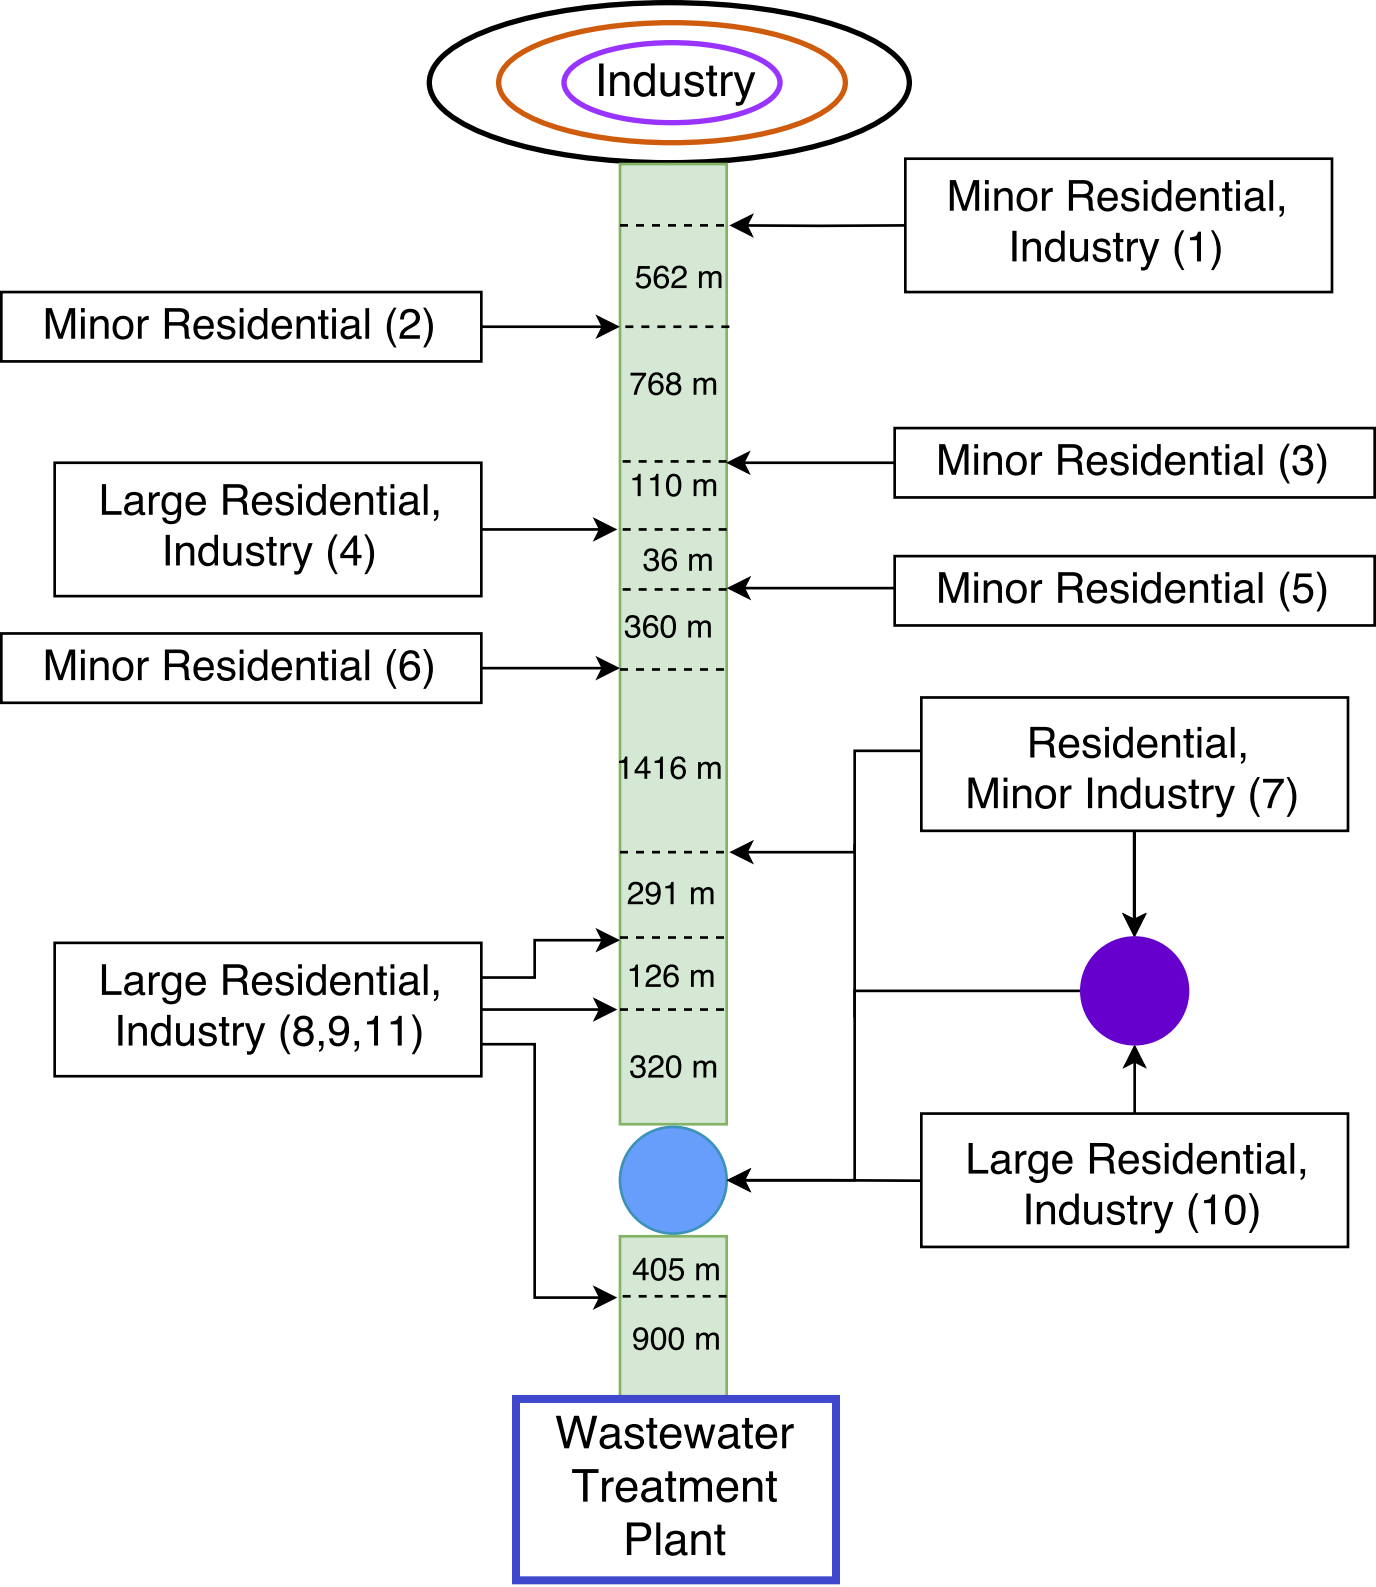 Industry
Minor Residential,
Industry (1)
562 m
Minor Residential (2)
768 m
Minor Residential (3)
110 m
Large Residential,
Industry (4)
36 m
Minor Residential (5)
360 m
Minor Residential (6)
Residential,
Minor Industry (7)
1416 m
291 m
Large Residential,
Industry (8,9,11)
126 m
320 m
Large Residential,
Industry (10)
405 m
900 m
Wastewater
Treatment
Plant